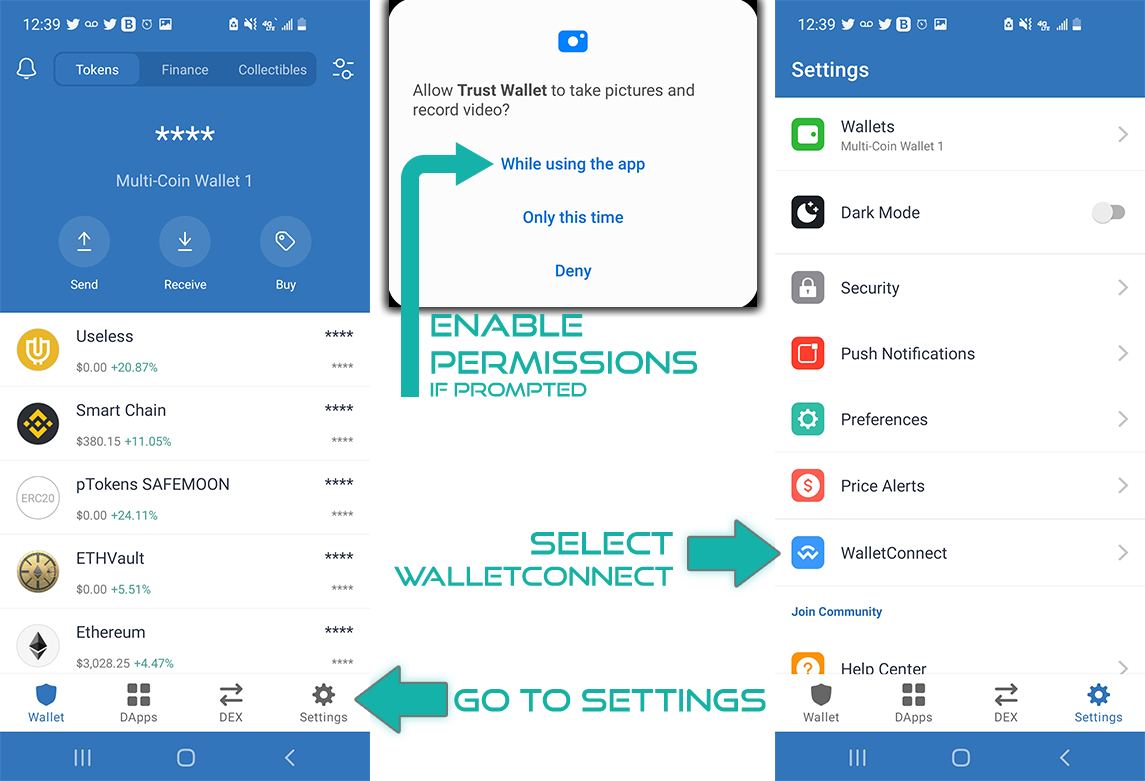 12:39
Tokens
Finance
Collectibles
****
Multi-Coin Wallet 1
Send
Receive
Buy
Useless
****
$0.00 +20.87%
****
Smart Chain
****
$380.15 +11.05%
****
ERC20
pTokens SAFEMOON
****
$0.00 +24.11%
****
ETHVault
****
$0.00 +5.51%
****
Ethereum
****
$3,028.25 +4.47%
****
Wallet
DApps
DEX
Settings
Allow Trust Wallet to take pictures and
record video?
While using the app
Only this time
Deny
ENABLE
PERMISSIONS
IF PROMPTED
SELECT
WALLETCONNECT
GO TO SETTINGS
12:39
Settings
Wallets
Multi-Coin Wallet 1
Dark Mode
Security
Push Notifications
Preferences
Price Alerts
WalletConnect
Join Community
Help Center
Wallet
DApps
DEX
Settings